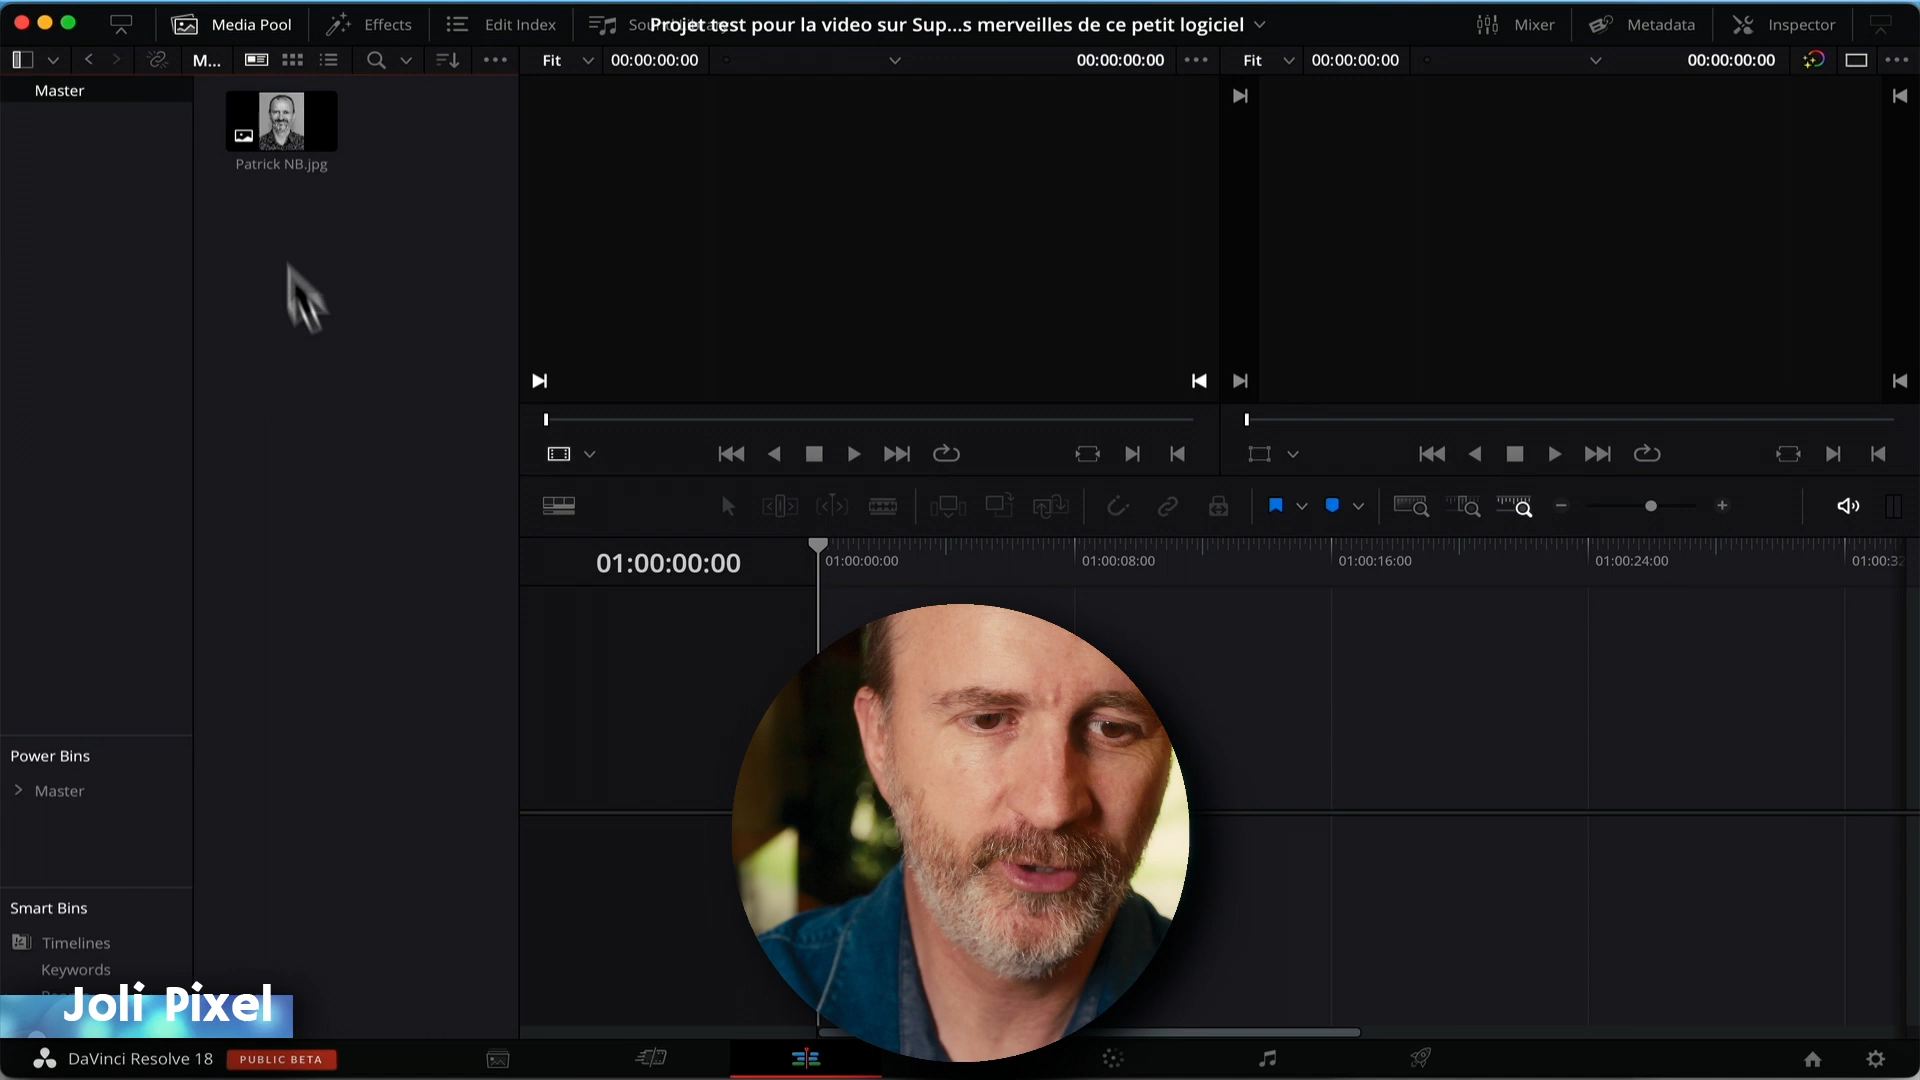 Media Pool
Effects
Edit Index
Projet test pour la video sur Sup...s merveilles de ce petit logiciel
Mixer
Metadata
Inspector
M...
Fit
00:00:00:00
00:00:00:00
Fit
00:00:00:00
00:00:00:00
Master
Patrick NB.jpg
01:00:00:00
01:00:00:00
01:00:08:00
01:00:16:00
01:00:24:00
01:00:32
Power Bins
Master
Smart Bins
Timelines
Keywords
Joli Pixel
DaVinci Resolve 18
PUBLIC BETA